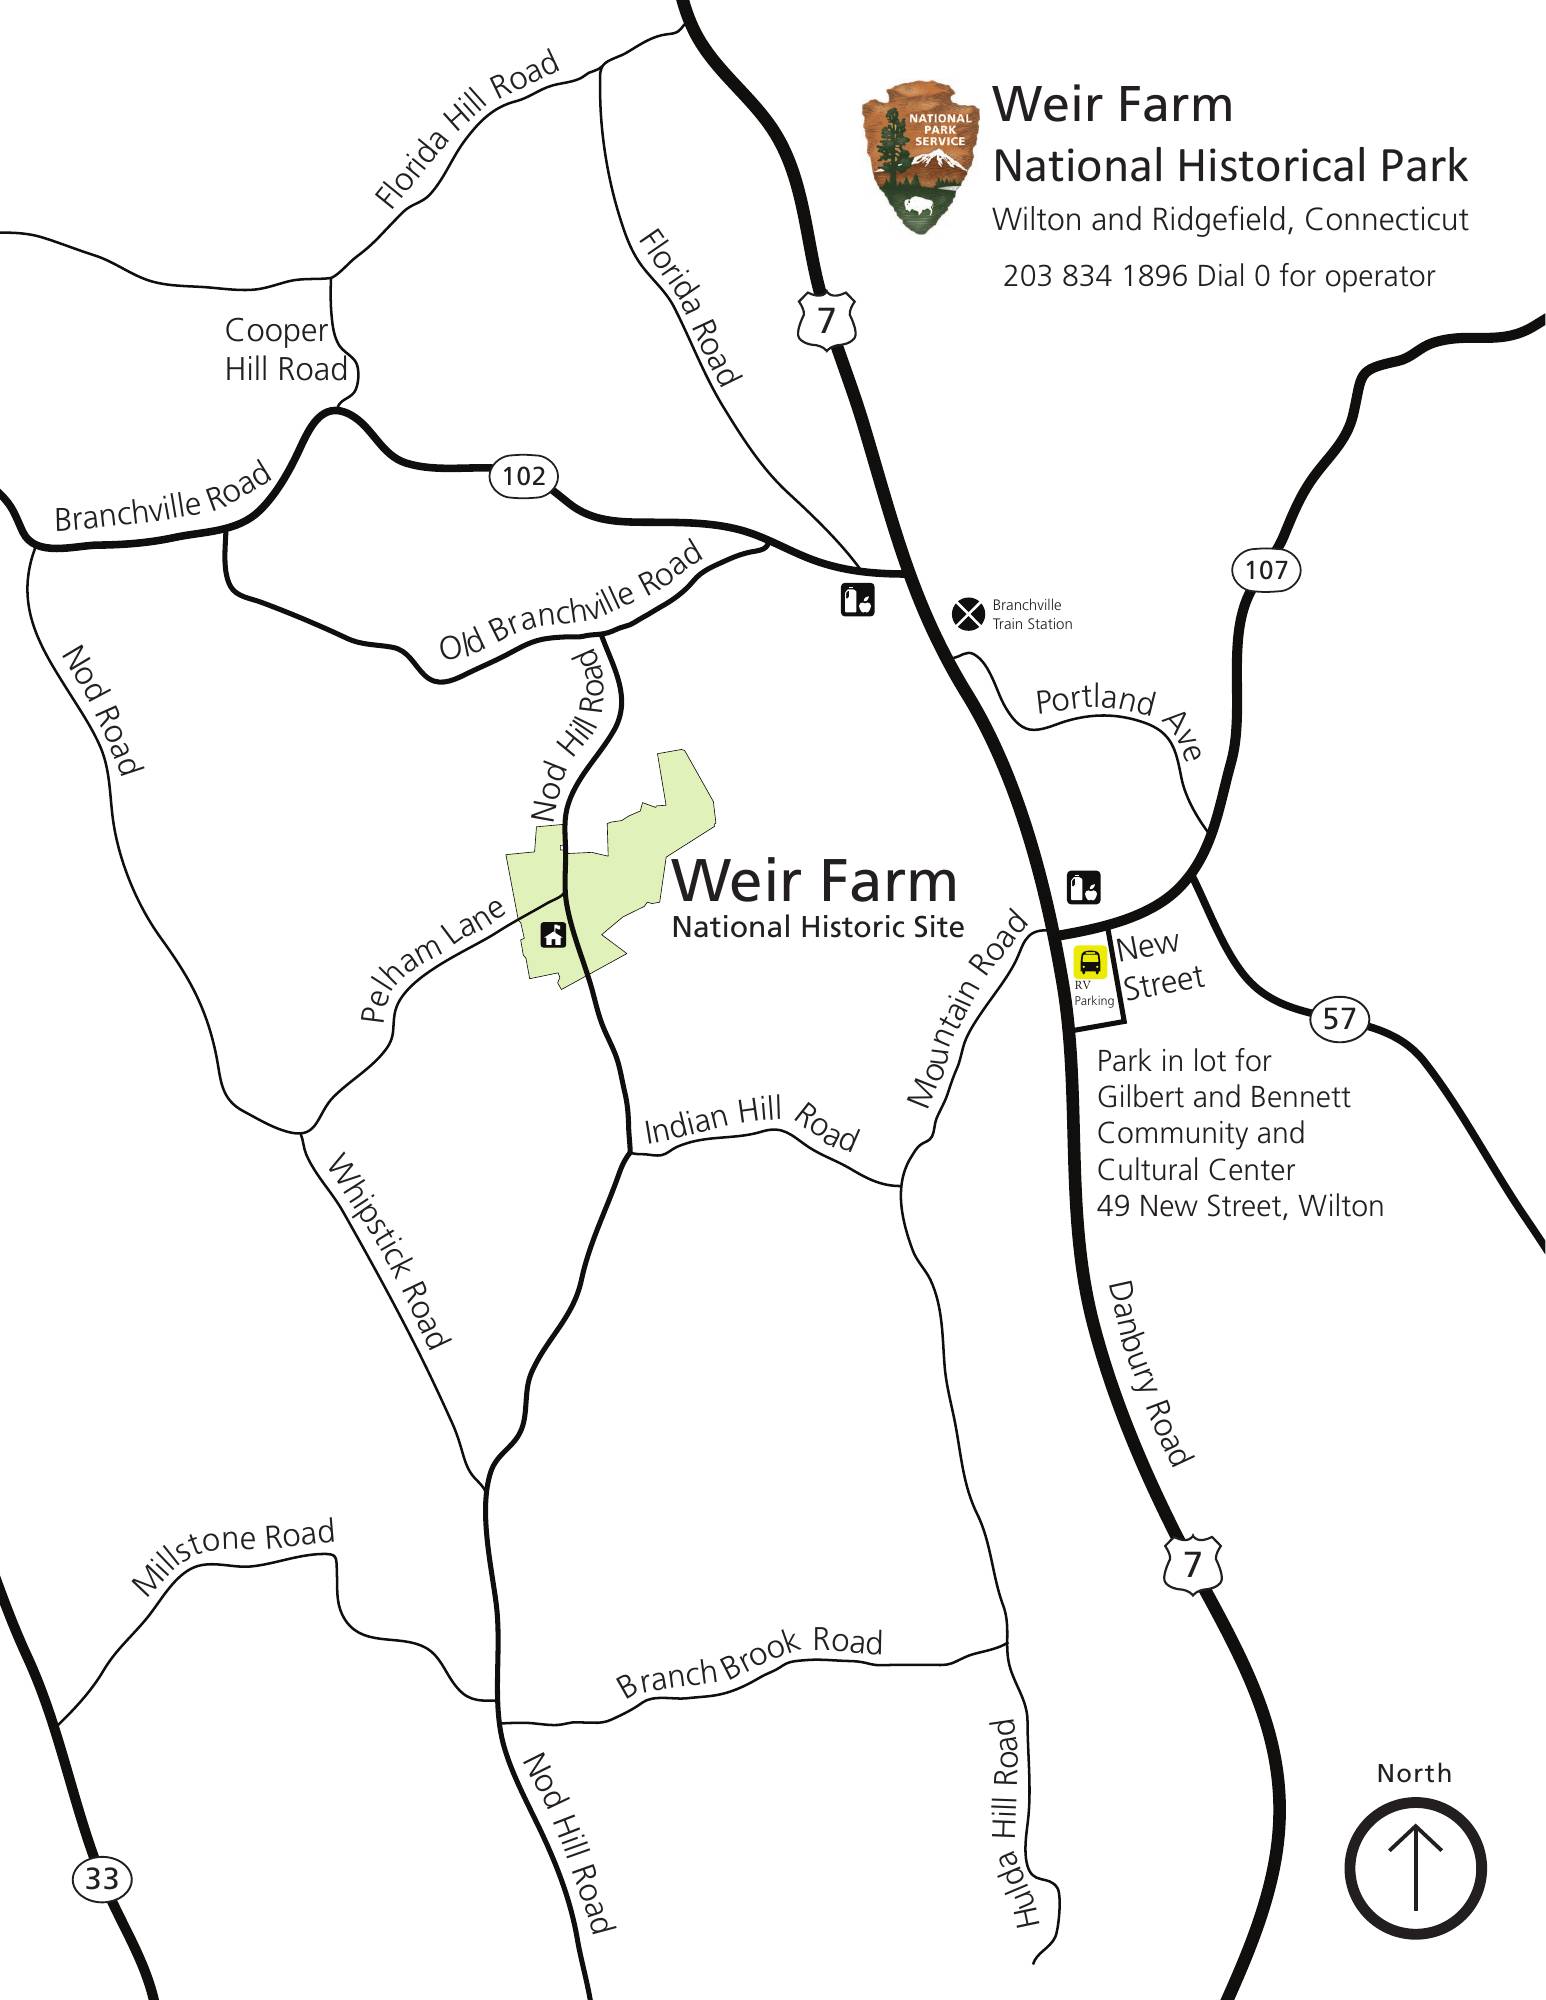 Florida Hill Road
NATIONAL
PARK
SERVICE
Weir Farm
National Historical Park
Wilton and Ridgefield, Connecticut
203 834 1896 Dial 0 for operator
Florida Road
7
Cooper
Hill Road
Branchville Road
102
107
Old Branchville Road
Branchville
Train Station
Nod Road
Nod Hill Road
Portland Ave
Weir Farm
National Historic Site
Pelham Lane
Mountain Road
New
Street
RV
Parking
57
Park in lot for
Gilbert and Bennett
Community and
Cultural Center
49 New Street, Wilton
Indian Hill Road
Whipstick Road
Danbury Road
Millstone Road
7
Branch Brook Road
Nod Hill Road
Hulda Hill Road
North
33